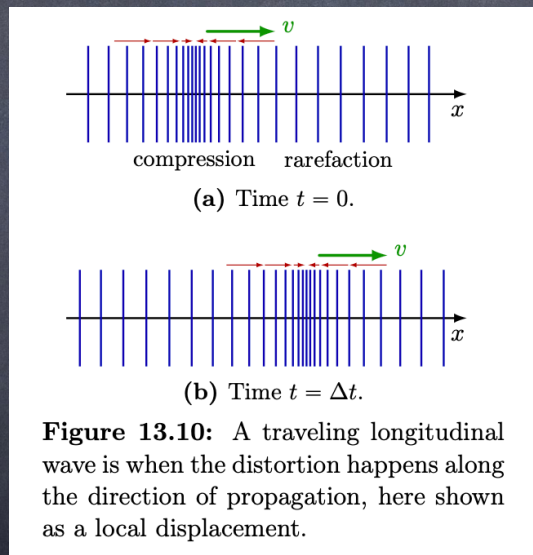 v
x
compression rarefaction
(a) Time t = 0.
v
x
(b) Time t = Δt.
Figure 13.10: A traveling longitudinal
wave is when the distortion happens along
the direction of propagation, here shown
as a local displacement.